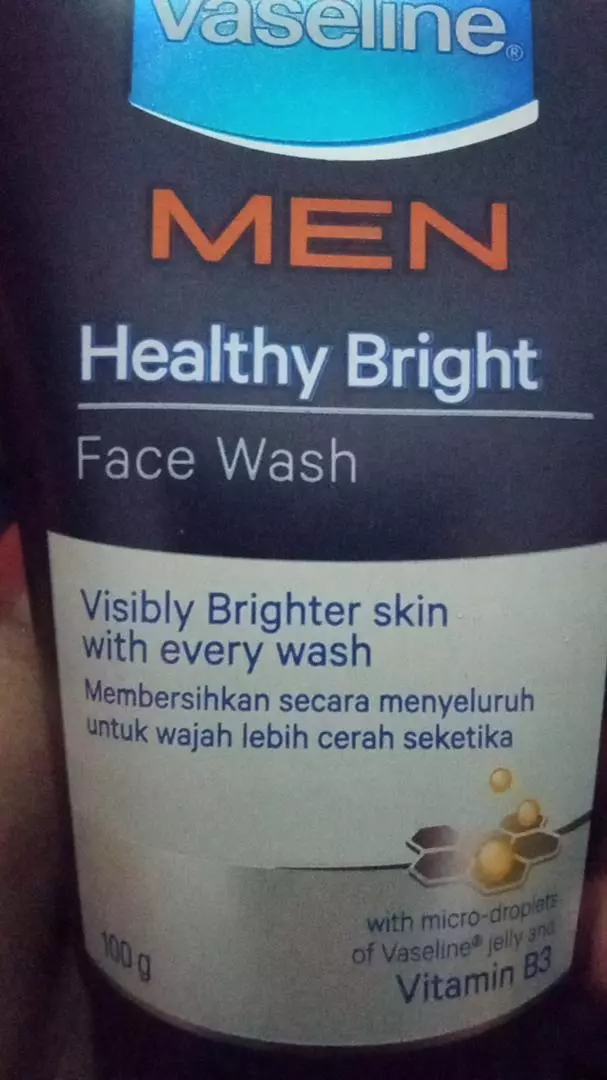 Vaseline®
MEN
Healthy Bright
Face Wash
Visibly Brighter skin
with every wash
Membersihkan secara menyeluruh
untuk wajah lebih cerah seketika
with micro-droplets
of Vaseline® jelly and
Vitamin B3
100 g